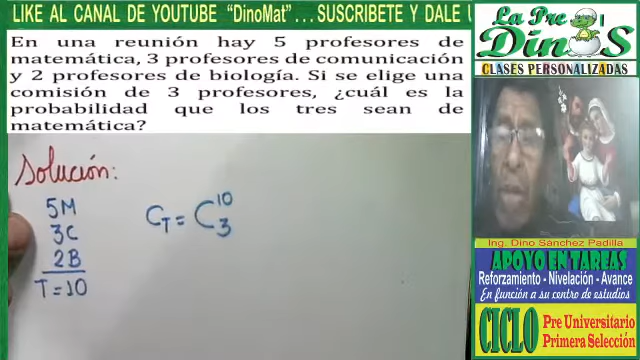 LIKE AL CANAL DE YOUTUBE “DinoMat”... SUSCRIBETE Y DALE
En una reunión hay 5 profesores de
matemática, 3 profesores de comunicación
y 2 profesores de biología. Si se elige una
comisión de 3 profesores, ¿cuál es la
probabilidad que los tres sean de
matemática?
Solución:
5M
3C
2B
T=10
C_T = C_3^10
La Pre
DinoS
CLASES PERSONALIZADAS
Ing. Dino Sánchez Padilla
APOYO EN TAREAS
Reforzamiento - Nivelación - Avance
En función a su centro de estudios
CICLO
Pre Universitario
Primera Selección